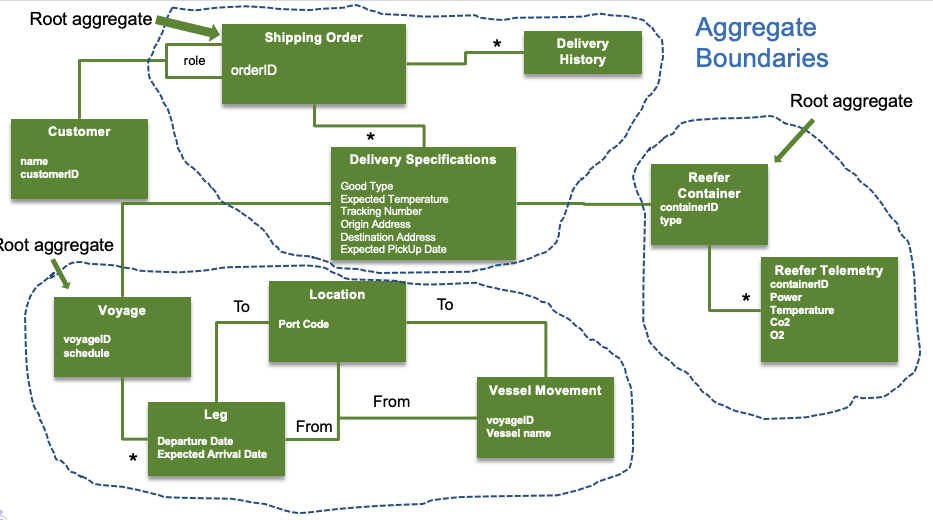 Root aggregate
Aggregate
Boundaries
Shipping Order
orderID
role
*
Delivery
History
Customer
name
customerID
*
Delivery Specifications
Good Type
Expected Temperature
Tracking Number
Origin Address
Destination Address
Expected PickUp Date
Root aggregate
Reefer
Container
containerID
type
*
Reefer Telemetry
containerID
Power
Temperature
Co2
O2
Root aggregate
Voyage
voyageID
schedule
To
Location
Port Code
To
*
Leg
Departure Date
Expected Arrival Date
From
From
Vessel Movement
voyageID
Vessel name